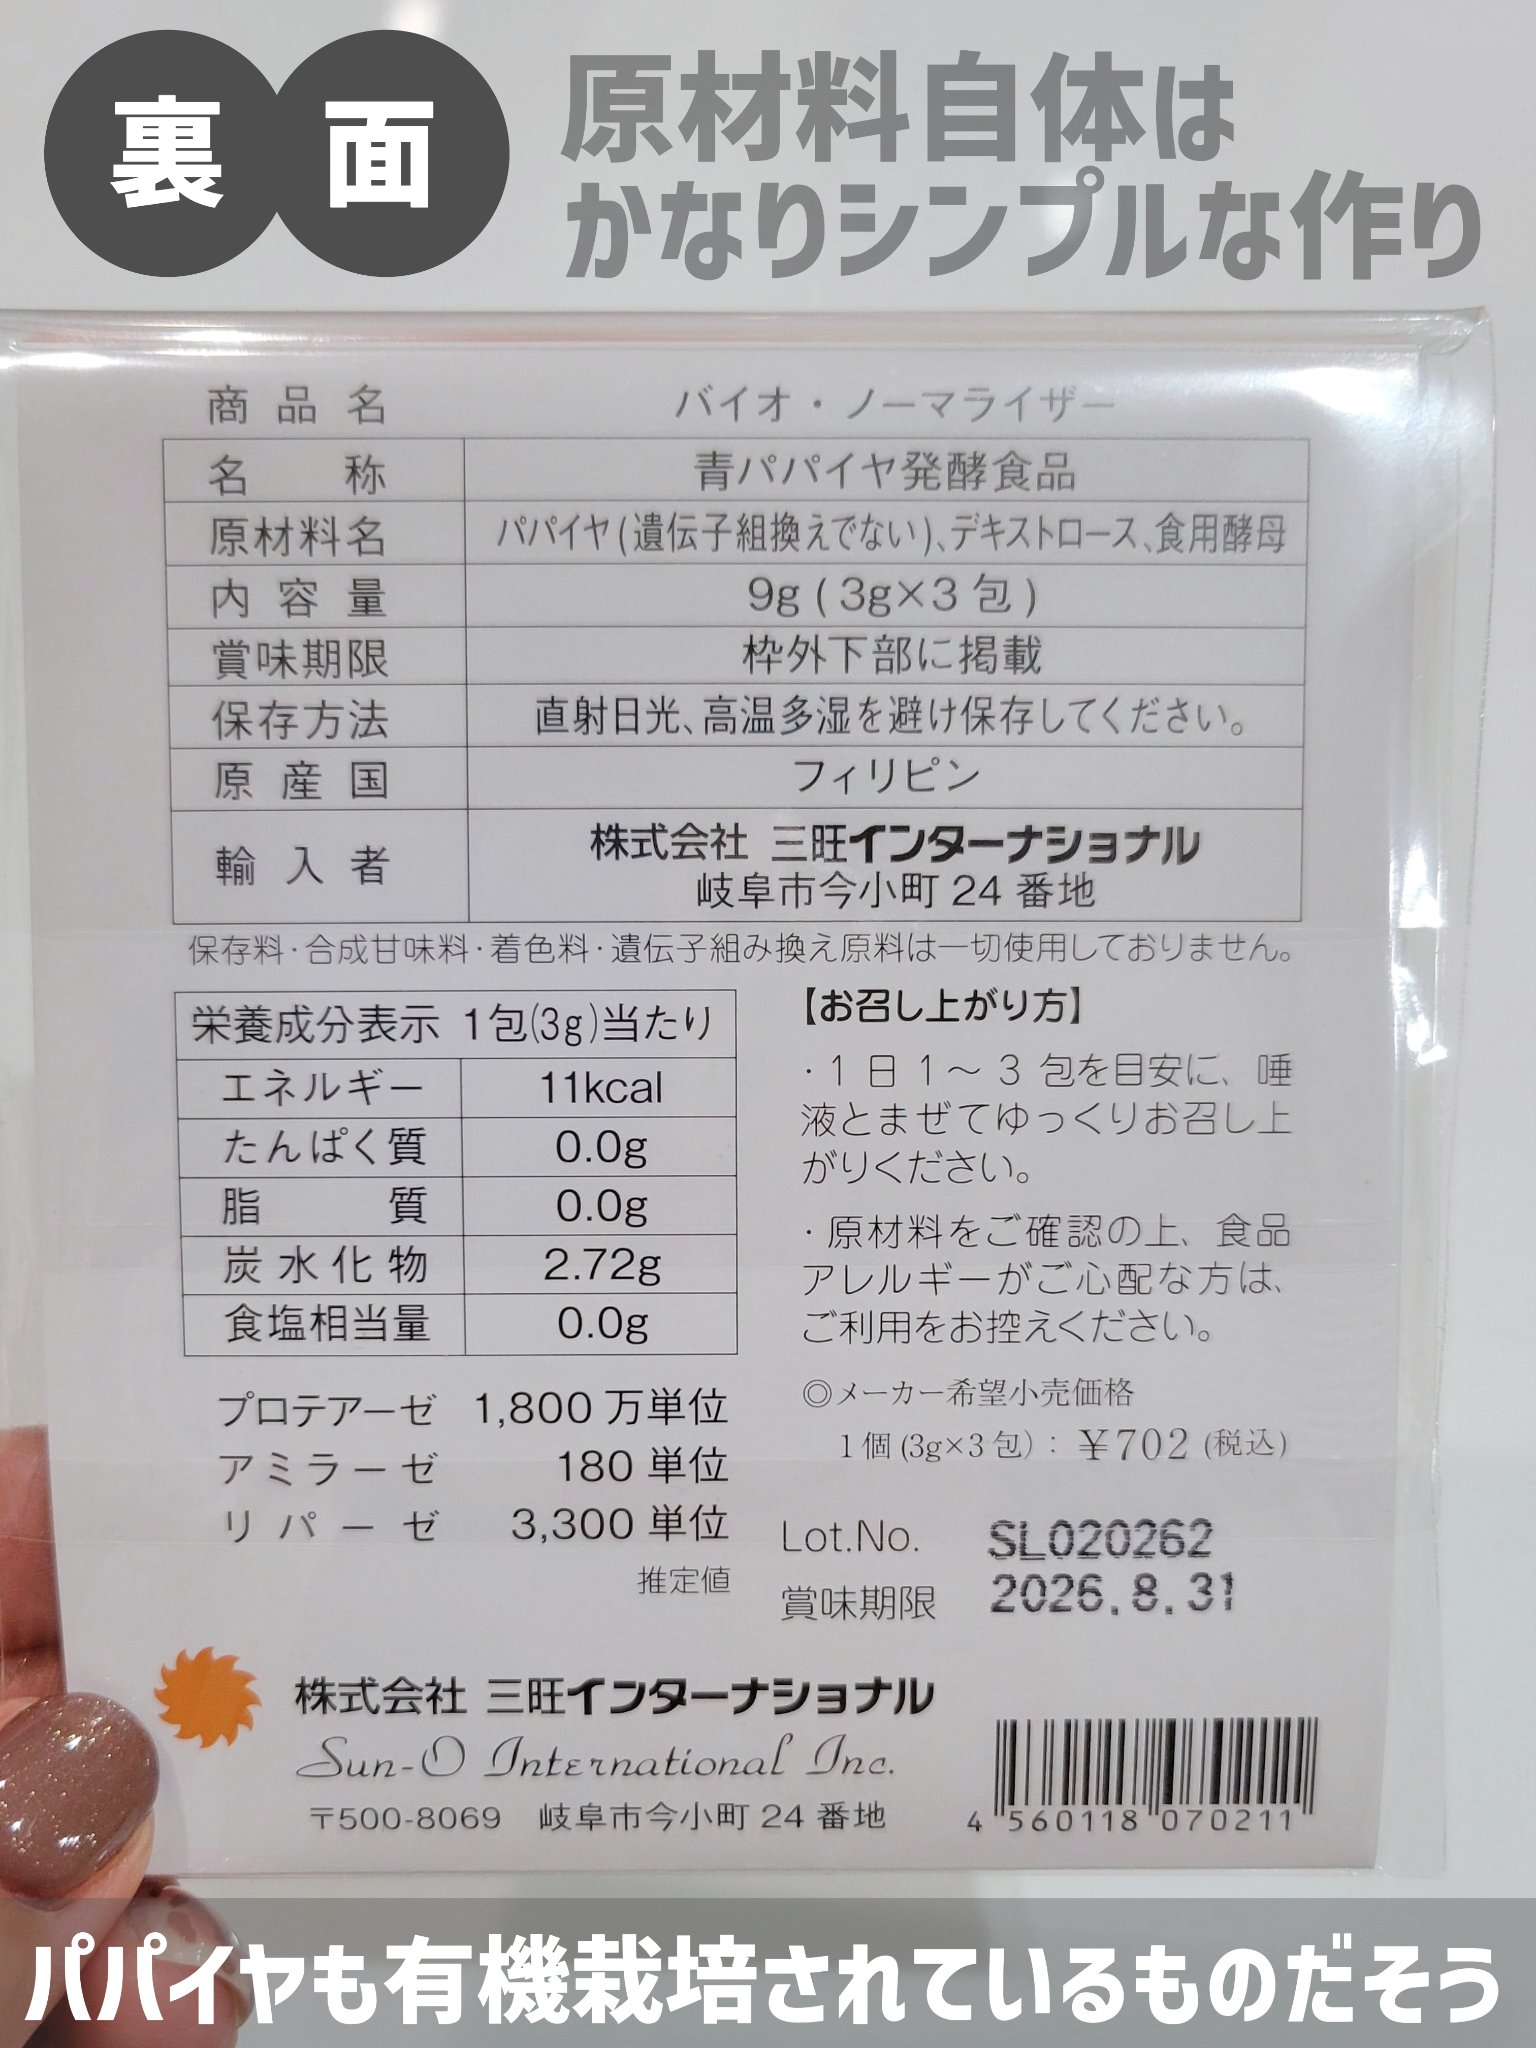 裏面
原材料自体は
かなりシンプルな作り
商品名 バイオ・ノーマライザー
名称 青パパイヤ発酵食品
原材料名 パパイヤ(遺伝子組換えでない)、デキストロース、食用酵母
内容量 9g(3g×3包)
賞味期限 枠外下部に掲載
保存方法 直射日光、高温多湿を避け保存してください。
原産国 フィリピン
輸入者 株式会社 三旺インターナショナル
岐阜市今小町24番地
保存料・合成甘味料・着色料・遺伝子組み換え原料は一切使用しておりません。
栄養成分表示 1包(3g)当たり
エネルギー 11kcal
たんぱく質 0.0g
脂質 0.0g
炭水化物 2.72g
食塩相当量 0.0g
プロテアーゼ 1,800万単位
アミラーゼ 180単位
リパーゼ 3,300単位
推定値
【お召し上がり方】
・1日1～3包を目安に、唾
液とまぜてゆっくりお召し上
がりください。
・原材料をご確認の上、食品
アレルギーがご心配な方は、
ご利用をお控えください。
◎メーカー希望小売価格
1個(3g×3包)：￥702(税込)
Lot.No. SL020262
賞味期限 2026.8.31
株式会社 三旺インターナショナル
Sun-O International Inc.
〒500-8069 岐阜市今小町24番地
4 560118 070211
パパイヤも有機栽培されているものだそう